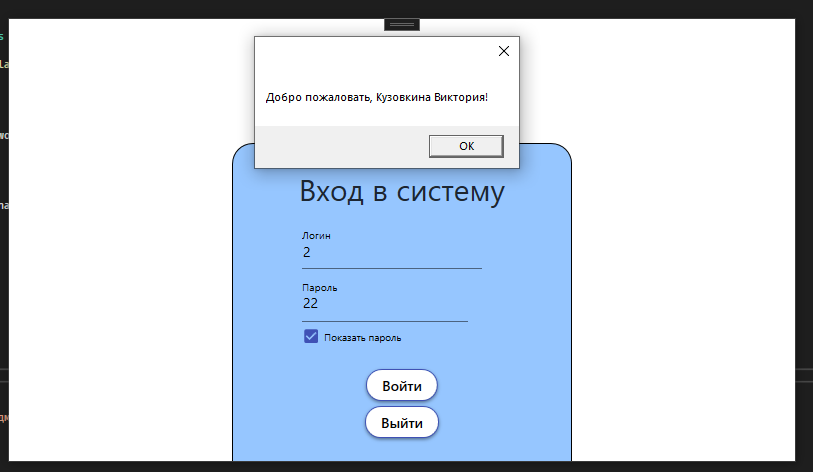 Добро пожаловать, Кузовкина Виктория!
OK
Вход в систему
Логин
2
Пароль
22
Показать пароль
Войти
Выйти